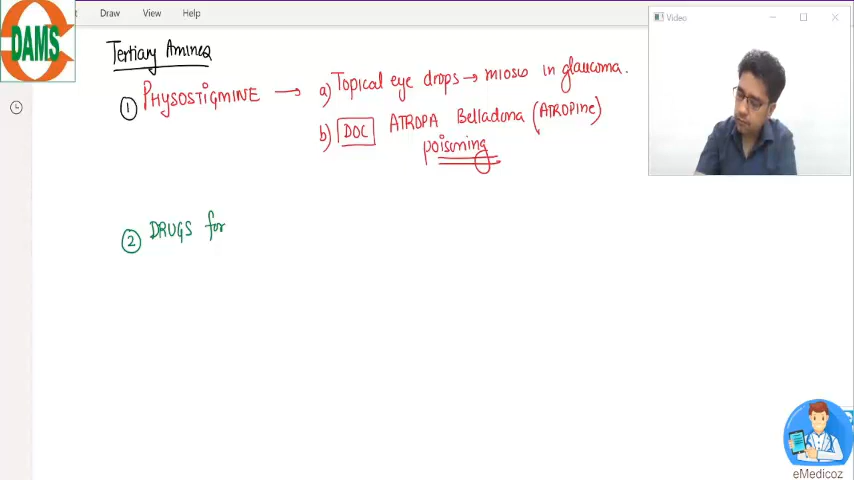 DAMS
Draw View Help
Video
Tertiary Amines
① PHYSOSTIGMINE → a) Topical eye drops → miosis in glaucoma.
b) DOC ATROPA Belladona (ATROPINE)
poisoning
② DRUGS for
eMedicoz